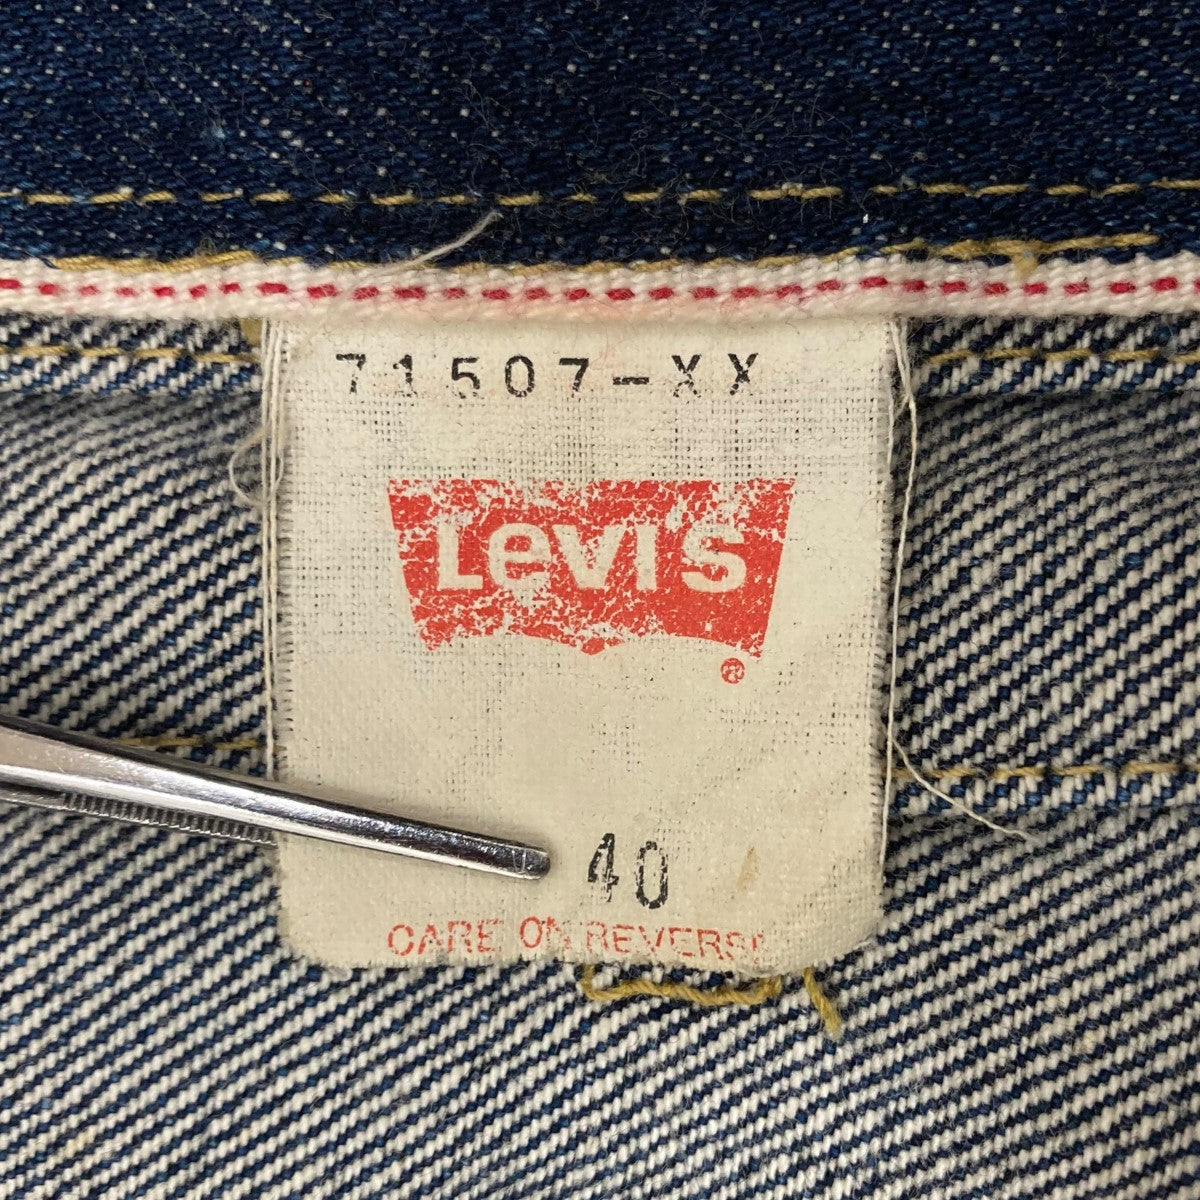 71507-XX
Levi's
®
40
CARE ON REVERSE